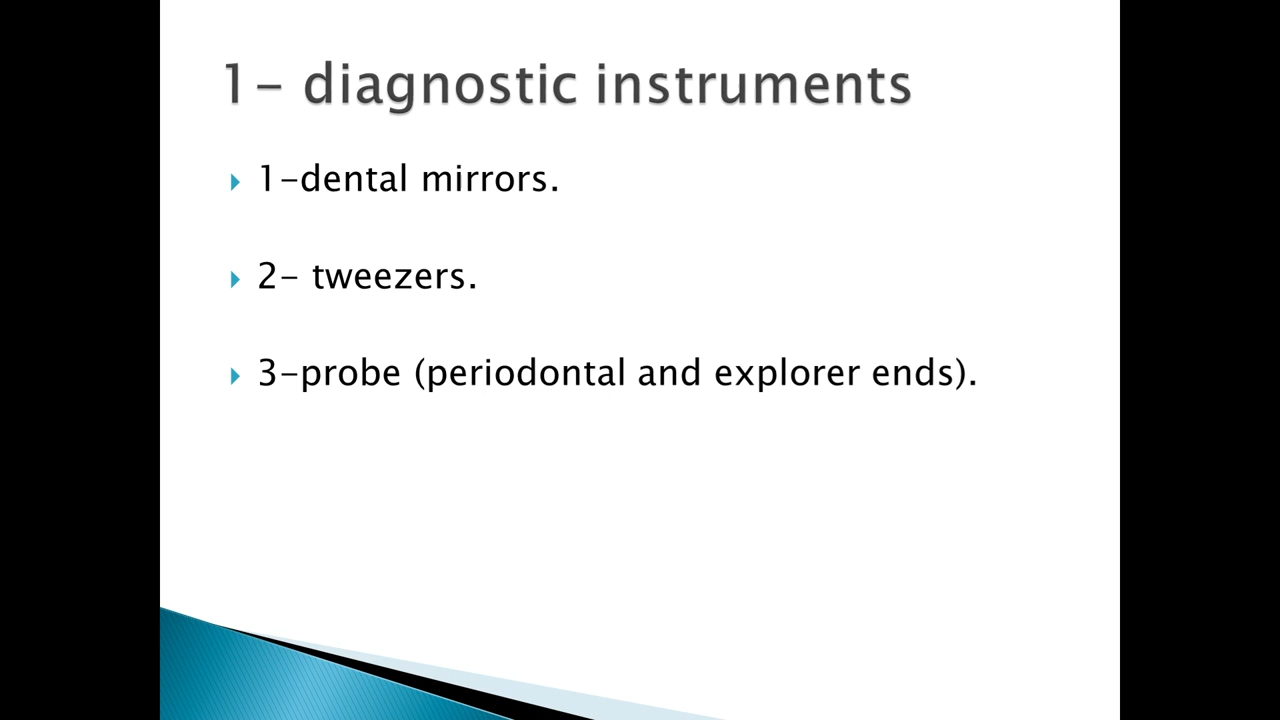 1- diagnostic instruments
1-dental mirrors.
2- tweezers.
3-probe (periodontal and explorer ends).